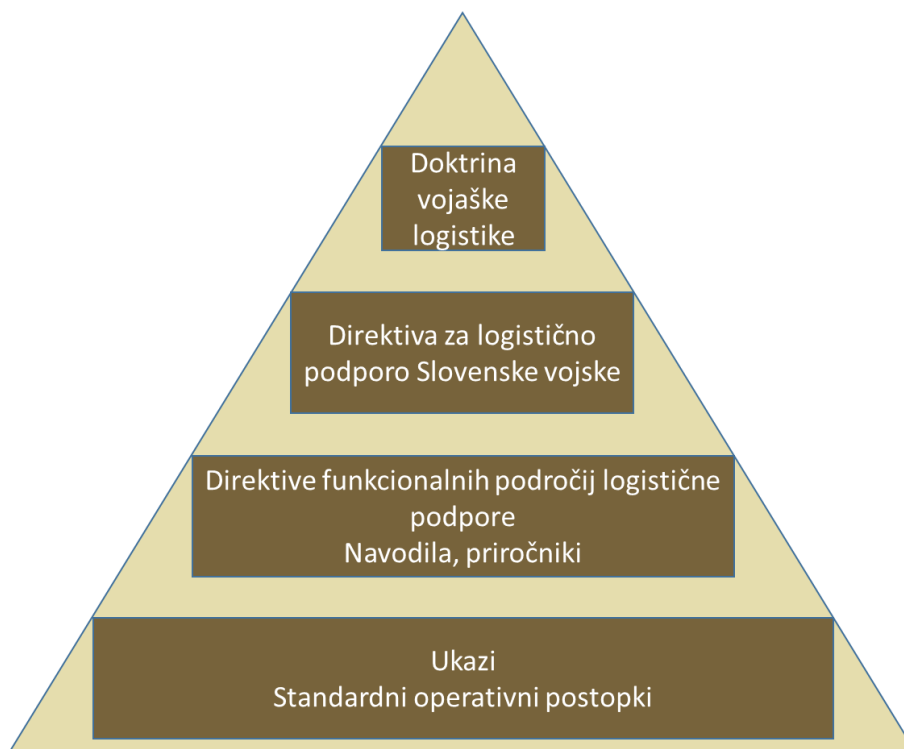 Doktrina
vojaške
logistike
Direktiva za logistično
podporo Slovenske vojske
Direktive funkcionalnih področij logistične
podpore
Navodila, priročniki
Ukazi
Standardni operativni postopki